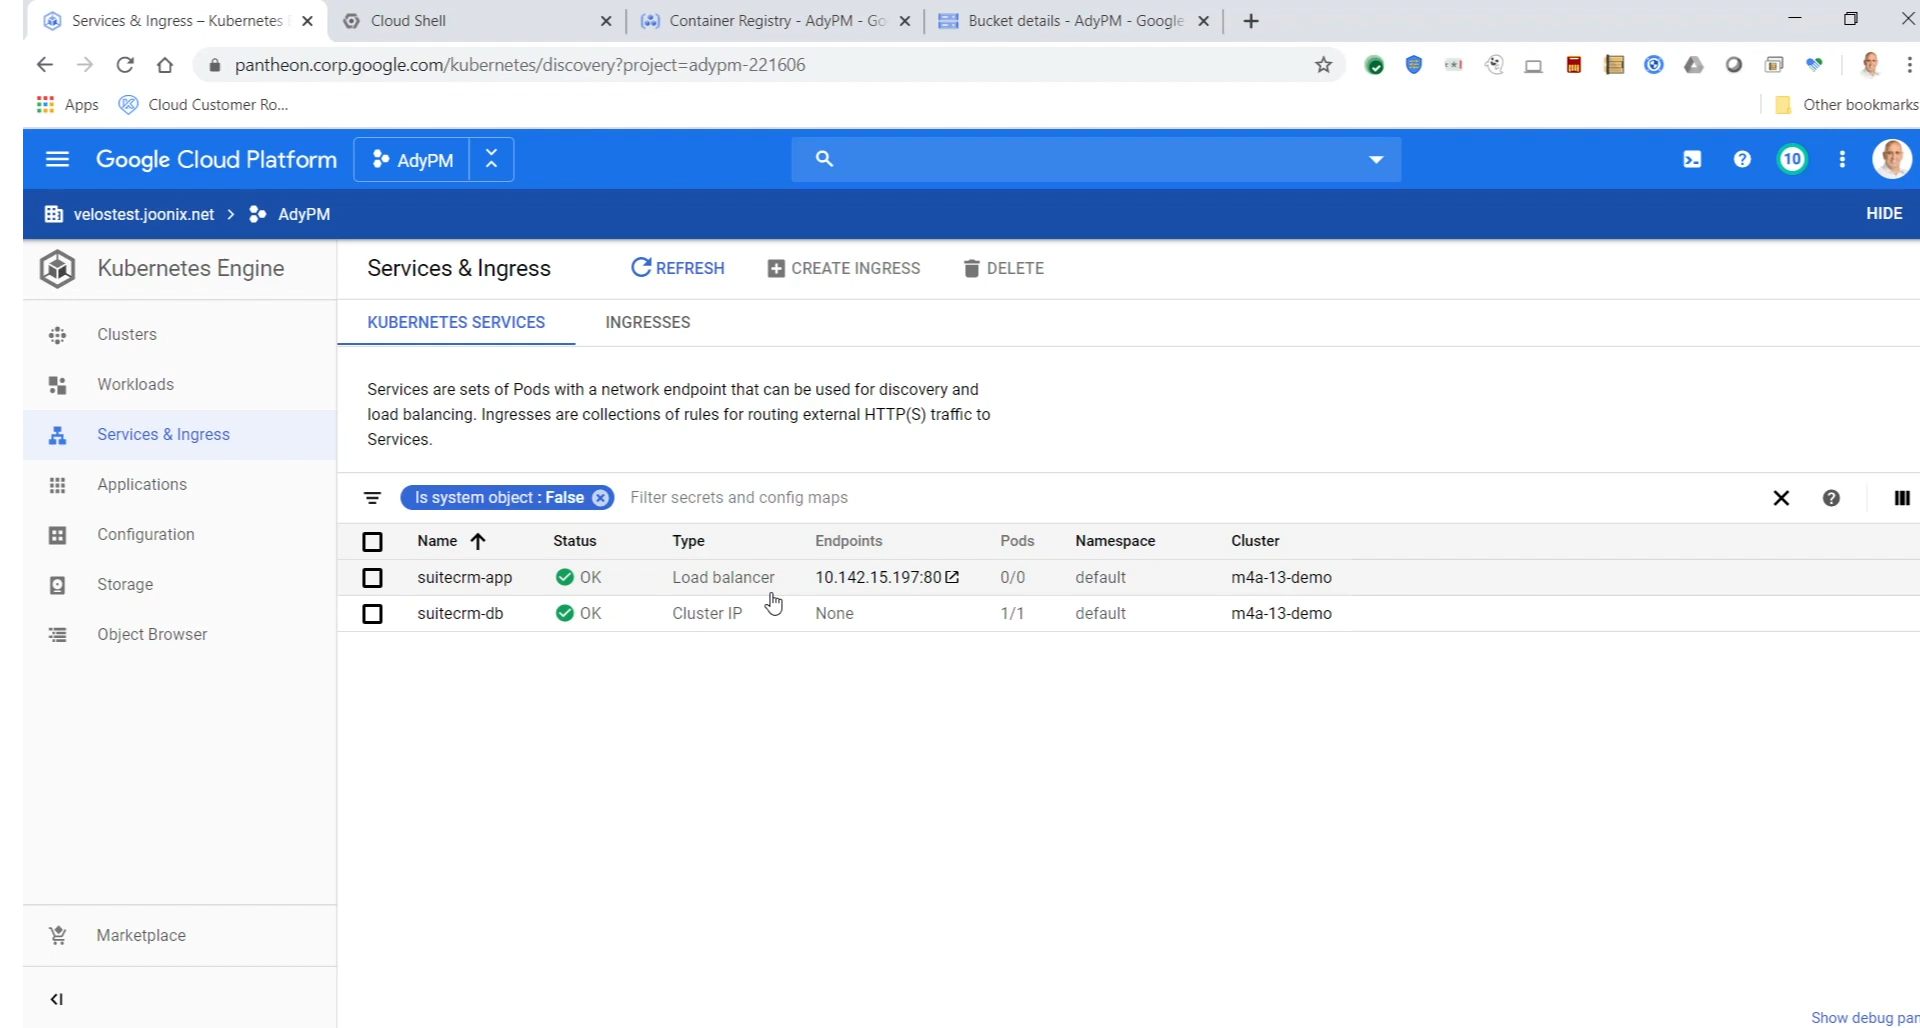 Services & Ingress – Kubernetes
Cloud Shell
Container Registry - AdyPM - Go
Bucket details - AdyPM - Google
pantheon.corp.google.com/kubernetes/discovery?project=adypm-221606
Apps
Cloud Customer Ro...
Other bookmarks
Google Cloud Platform
AdyPM
10
velostest.joonix.net > AdyPM
HIDE
Kubernetes Engine
Services & Ingress
REFRESH
CREATE INGRESS
DELETE
Clusters
Workloads
Services & Ingress
Applications
Configuration
Storage
Object Browser
Marketplace
KUBERNETES SERVICES
INGRESSES
Services are sets of Pods with a network endpoint that can be used for discovery and
load balancing. Ingresses are collections of rules for routing external HTTP(S) traffic to
Services.
Is system object : False
Filter secrets and config maps
Name Status Type Endpoints Pods Namespace Cluster
suitecrm-app OK Load balancer 10.142.15.197:80 0/0 default m4a-13-demo
suitecrm-db OK Cluster IP None 1/1 default m4a-13-demo
Show debug pan